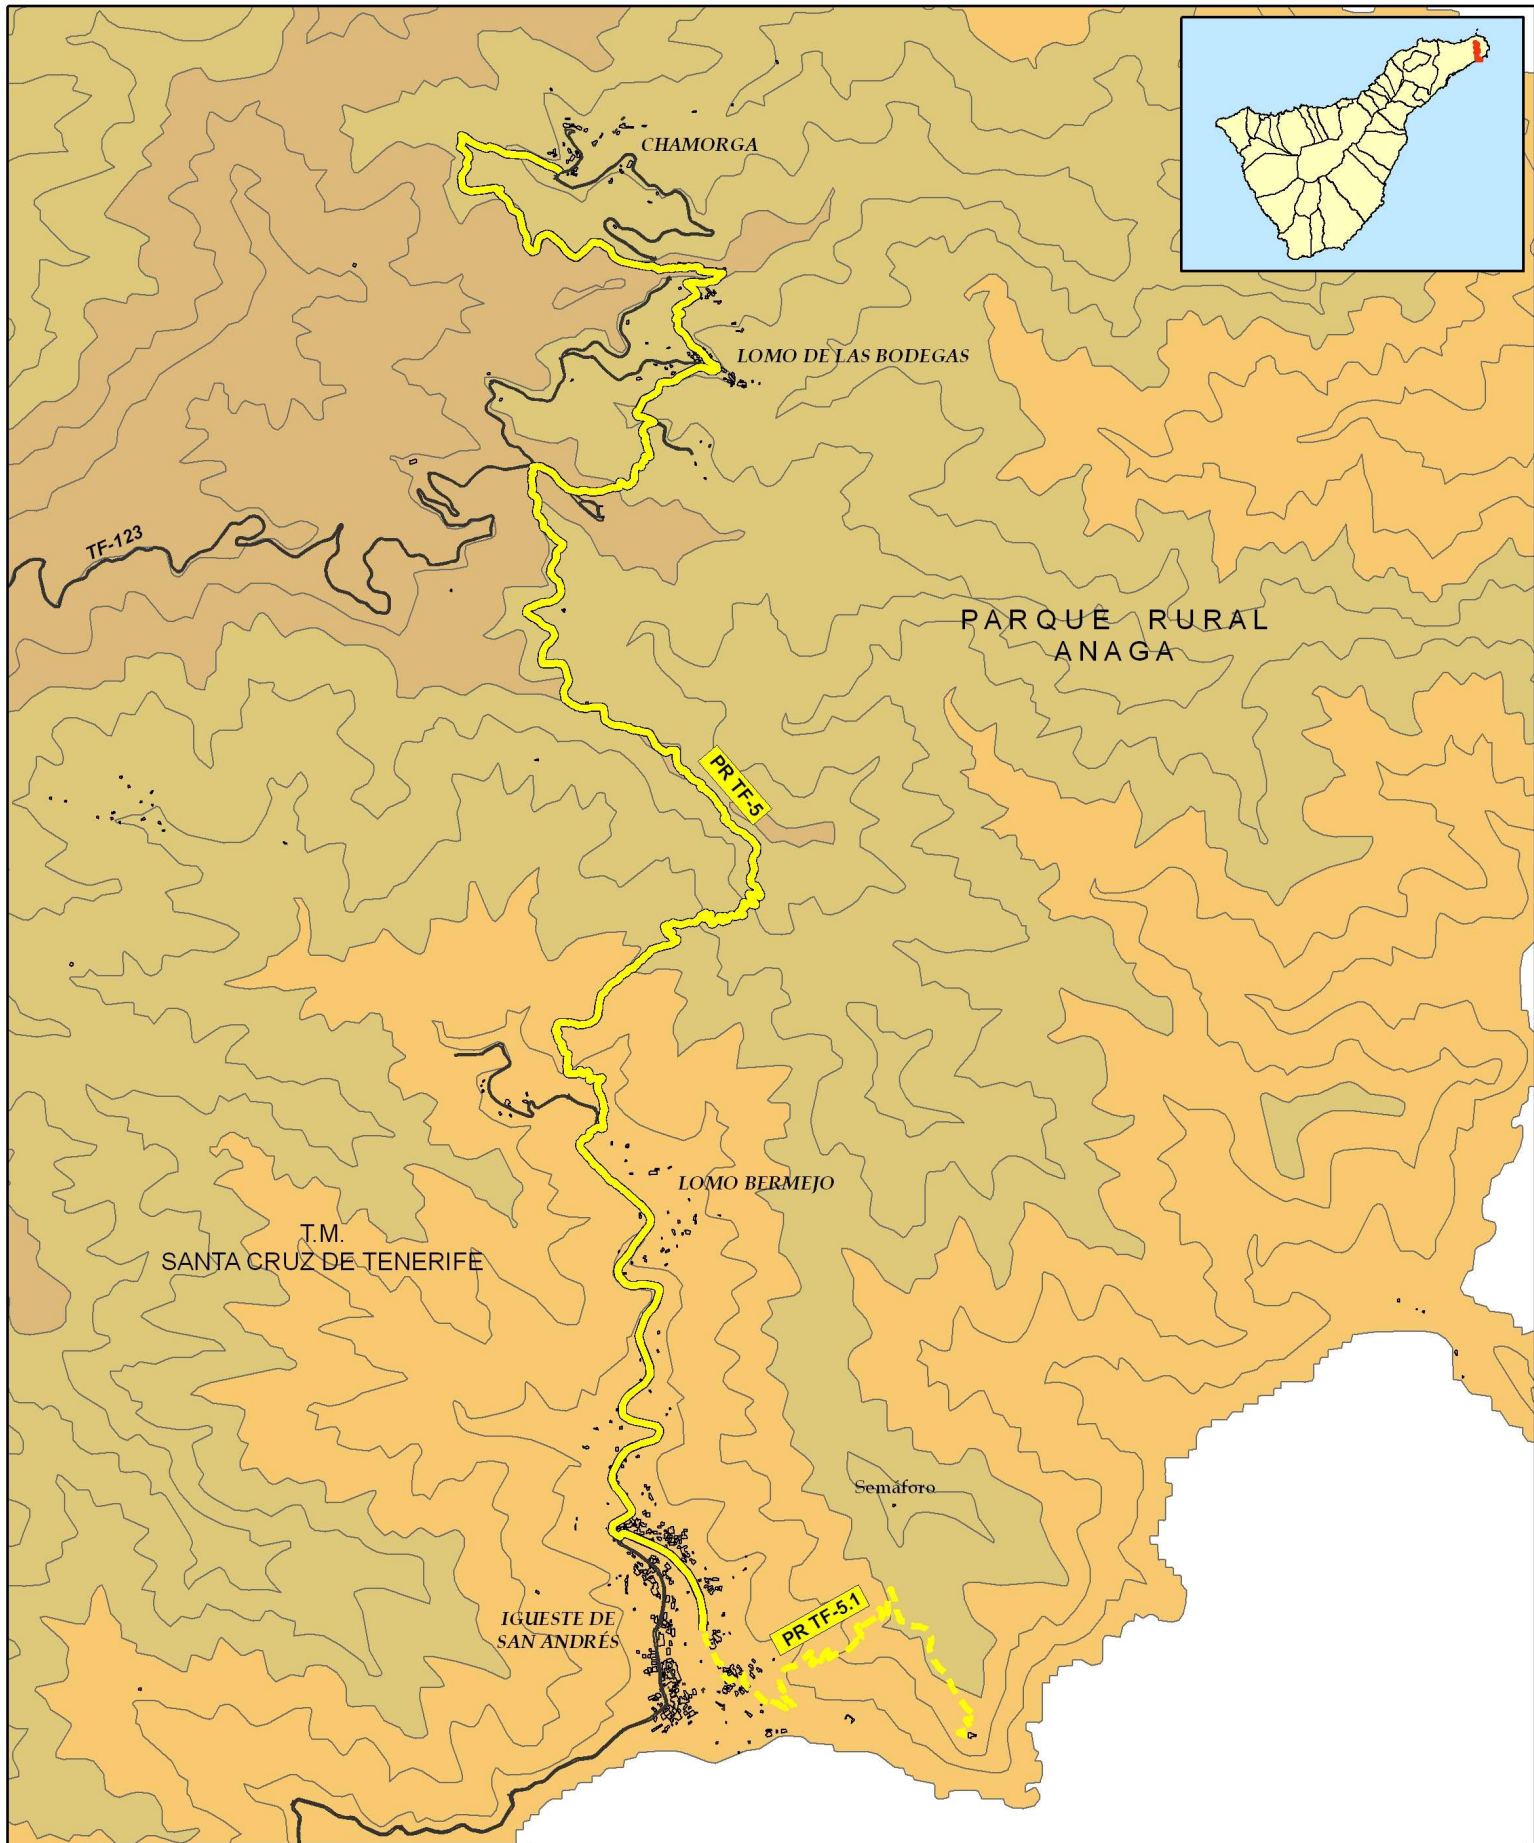 CHAMORGA
LOMO DE LAS BODEGAS
TF-123
PARQUE RURAL
ANAGA
PR TF-5
LOMO BERMEJO
T.M.
SANTA CRUZ DE TENERIFE
Semáforo
PR TF-5.1
IGUESTE DE
SAN ANDRÉS